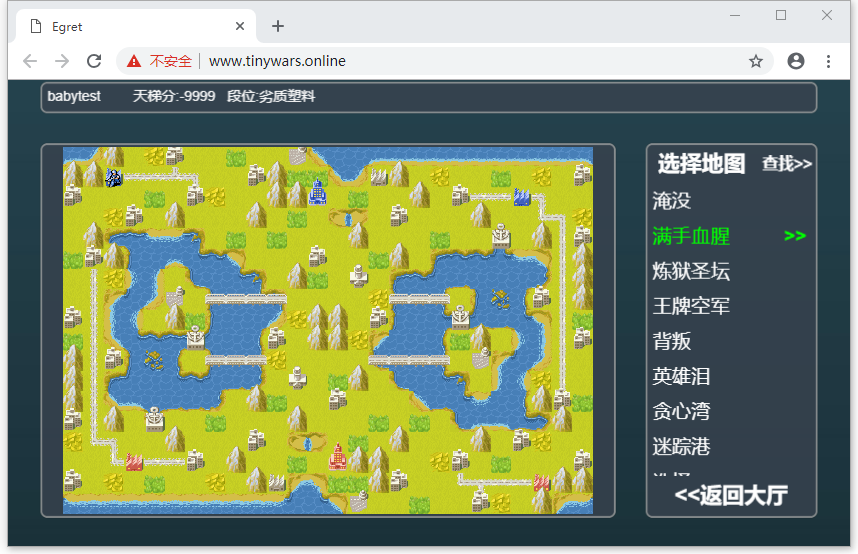 Egret
不安全 www.tinywars.online
babytest 天梯分:-9999 段位:劣质塑料
选择地图 查找>>
淹没
满手血腥 >>
炼狱圣坛
王牌空军
背叛
英雄泪
贪心湾
迷踪港
<<返回大厅